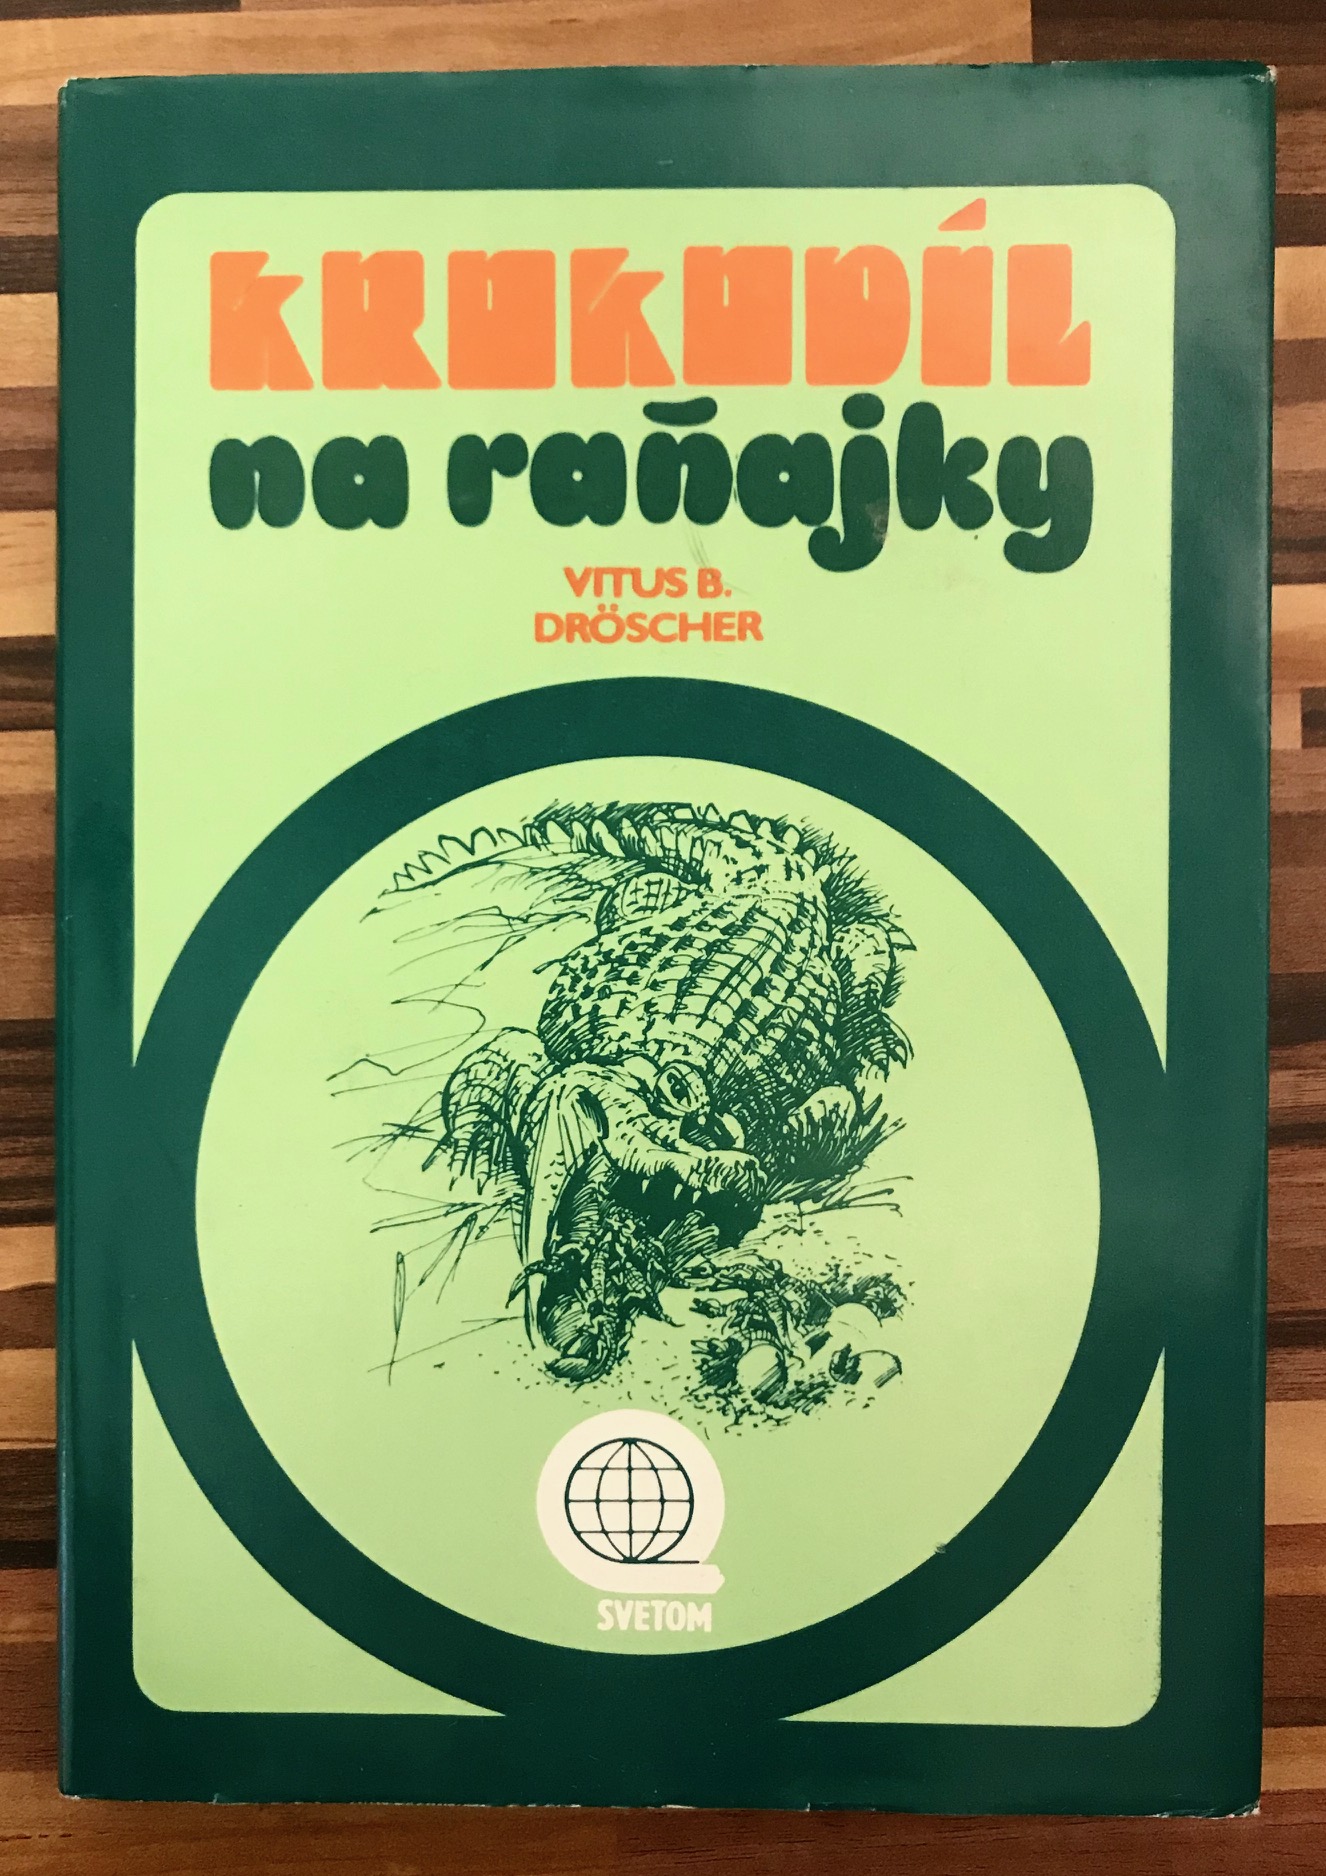 KROKODÍL
na raňajky
VITUS B.
DRÖSCHER
SVETOM